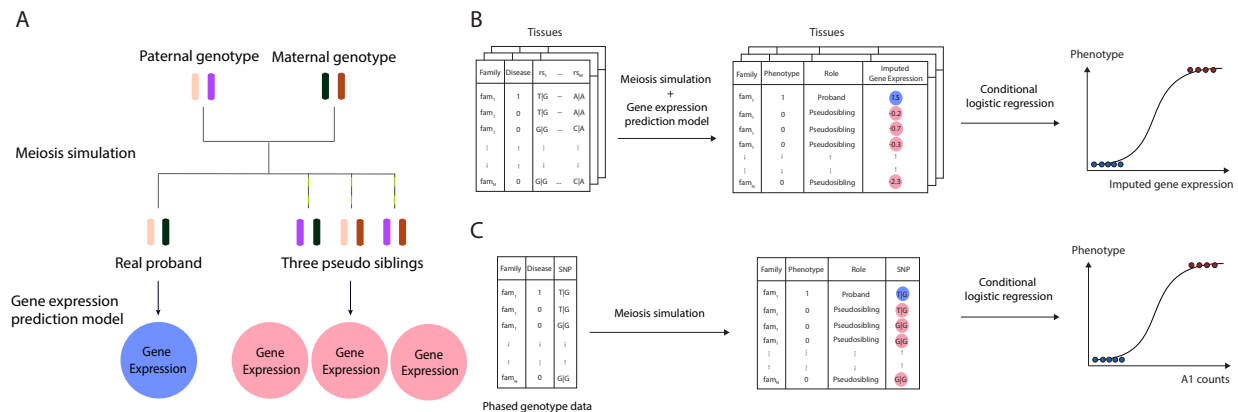 A
Paternal genotype
Maternal genotype
Meiosis simulation
Real proband
Three pseudo siblings
Gene expression
prediction model
Gene
Expression
Gene
Expression
Gene
Expression
Gene
Expression
B
Tissues
Family Disease rs₁ ... rsₘ
fam₁ 1 T|G ... A|A
fam₁ 0 T|G ... A|A
fam₁ 0 G|G ... C|A
famₙ 0 G|G ... C|A
Meiosis simulation
+
Gene expression
prediction model
Tissues
Family Phenotype Role Imputed
Gene Expression
fam₁ 1 Proband 1.5
fam₁ 0 Pseudosibling -0.2
fam₁ 0 Pseudosibling -0.7
fam₁ 0 Pseudosibling -0.3
famₙ 0 Pseudosibling -2.3
Conditional
logistic regression
Phenotype
Imputed gene expression
C
Family Disease SNP
fam₁ 1 T|G
fam₁ 0 T|G
fam₁ 0 G|G
famₙ 0 G|G
Phased genotype data
Meiosis simulation
Family Phenotype Role SNP
fam₁ 1 Proband T|G
fam₁ 0 Pseudosibling T|G
fam₁ 0 Pseudosibling G|G
fam₁ 0 Pseudosibling G|G
famₙ 0 Pseudosibling G|G
Conditional
logistic regression
Phenotype
A1 counts